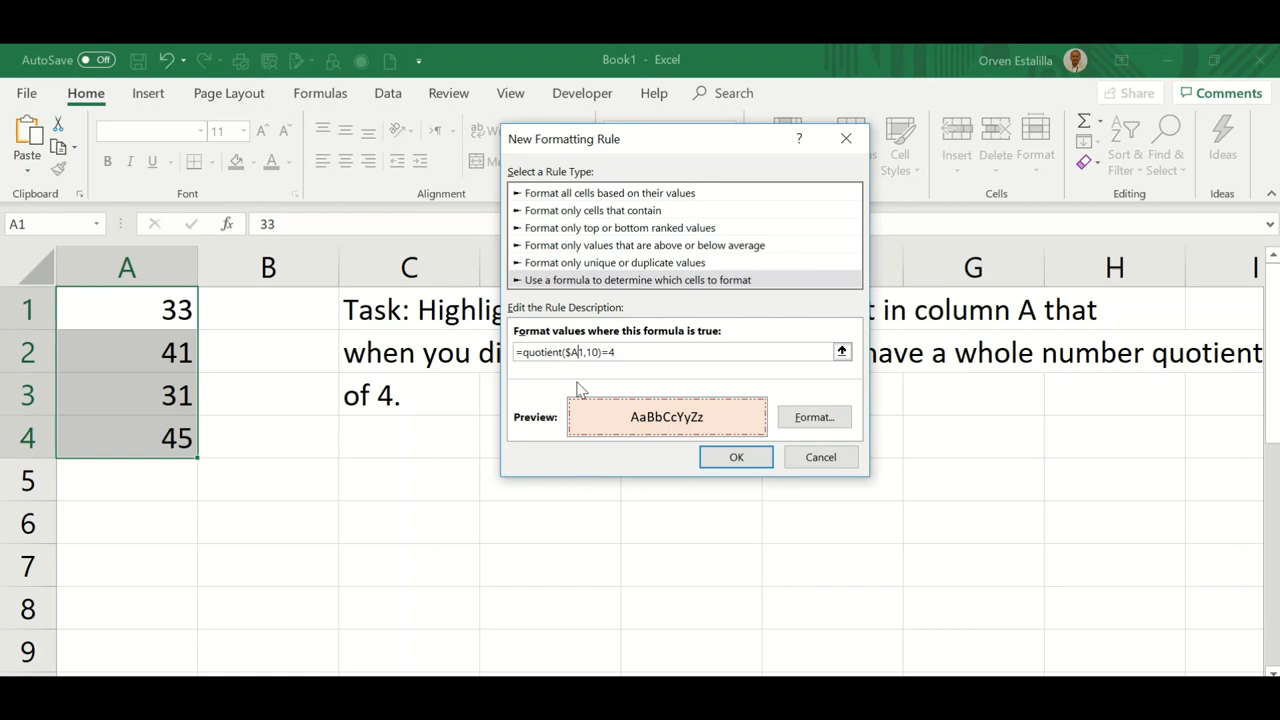 AutoSave Off
Book1 - Excel
Orven Estalilla
File Home Insert Page Layout Formulas Data Review View Developer Help Search Share Comments
11
Paste
B I U
Cell Styles
Insert Delete Format
Sort & Filter
Find & Select
Ideas
Clipboard Font Alignment Cells Editing Ideas
A1 fx 33
A B C G H I
1 33 Task: Highlig t in column A that
2 41 when you di have a whole number quotient
3 31 of 4.
4 45
5
6
7
8
9
New Formatting Rule ?
Select a Rule Type:
► Format all cells based on their values
► Format only cells that contain
► Format only top or bottom ranked values
► Format only values that are above or below average
► Format only unique or duplicate values
► Use a formula to determine which cells to format
Edit the Rule Description:
Format values where this formula is true:
=quotient($A1,10)=4
Preview: AaBbCcYyZz Format...
OK Cancel